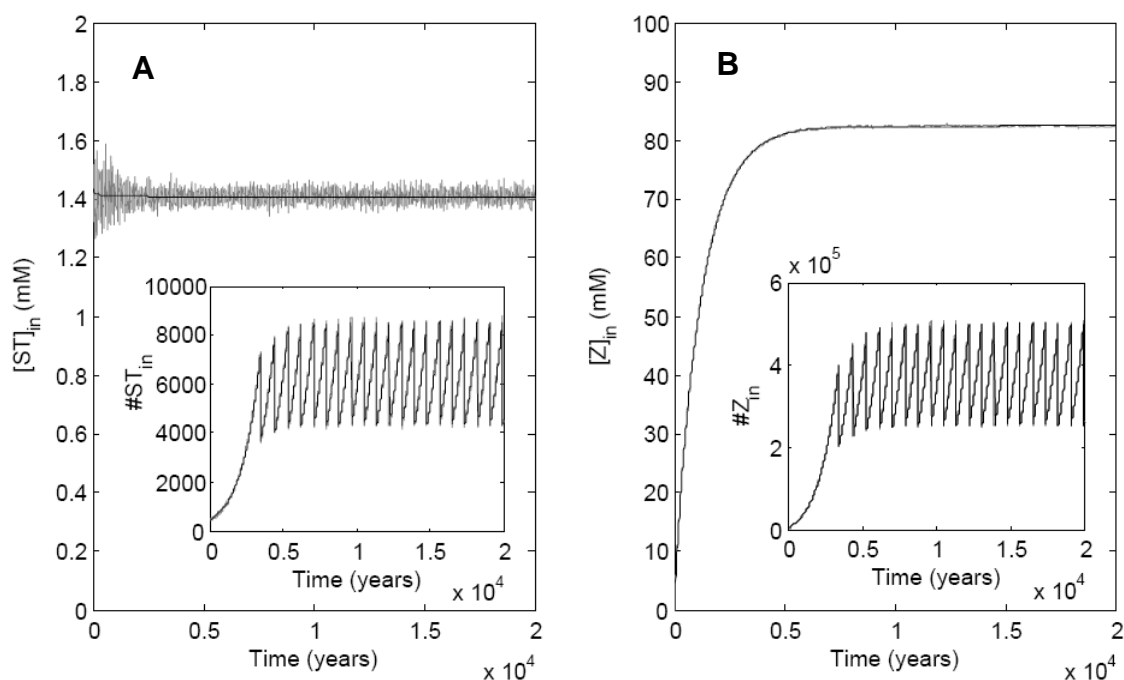 A
[ST]in (mM)
2
1.8
1.6
1.4
1.2
1
0.8
0.6
0.4
0.2
0
0 0.5 1 1.5 2
Time (years)
x 10^4
#STin
10000
8000
6000
4000
2000
0
0 0.5 1 1.5 2
Time (years)
x 10^4
B
[Z]in (mM)
100
90
80
70
60
50
40
30
20
10
0
0 0.5 1 1.5 2
Time (years)
x 10^4
x 10^5
#Zin
6
4
2
0
0 0.5 1 1.5 2
Time (years)
x 10^4